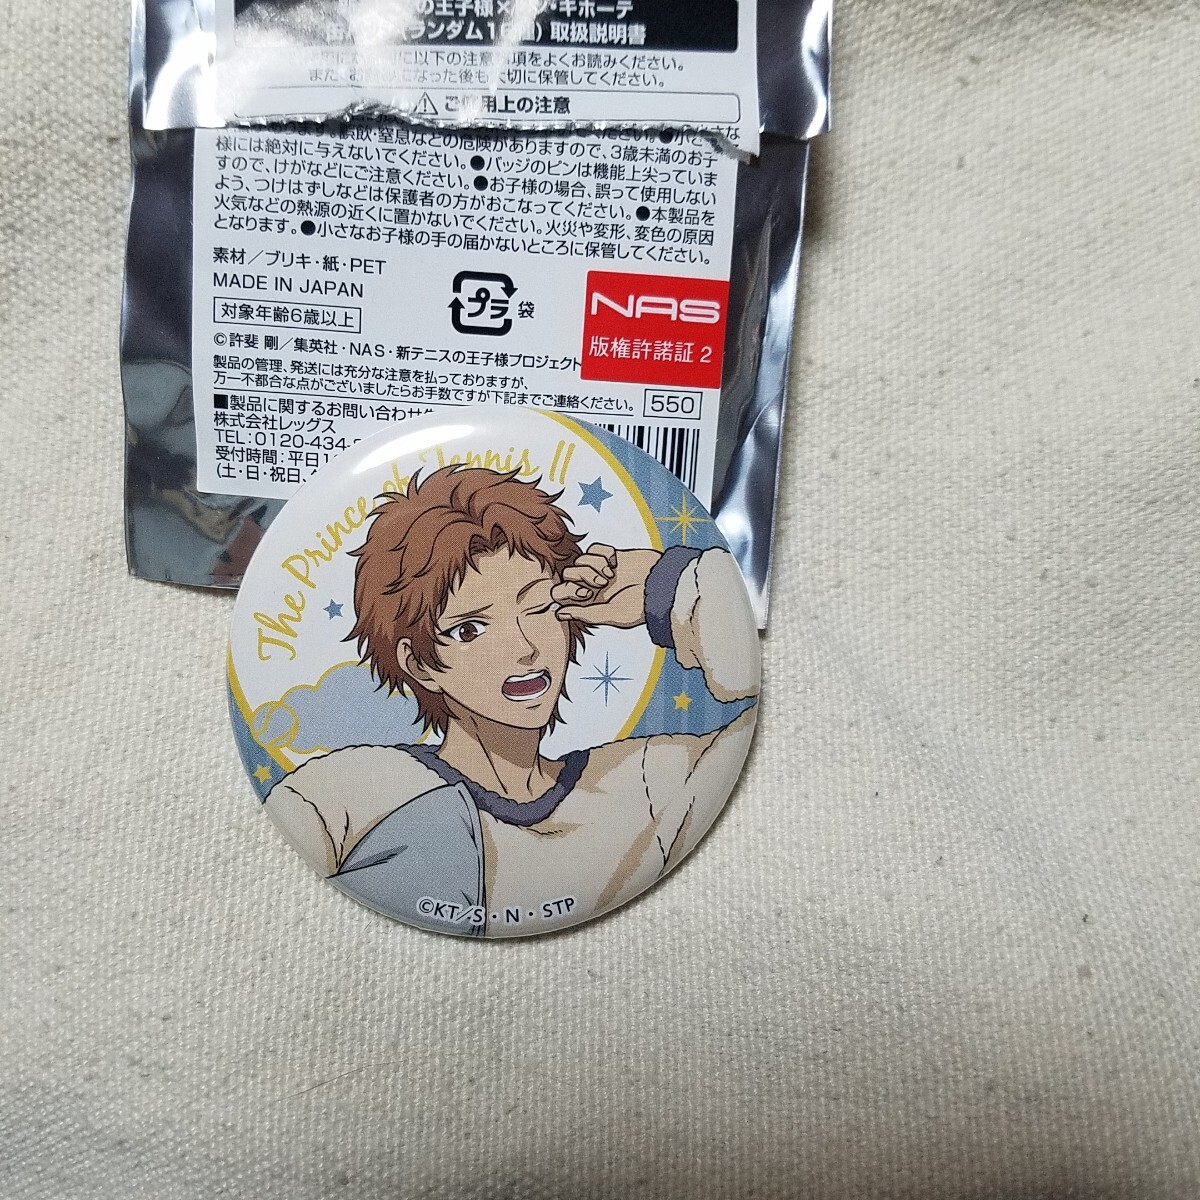 の王子様×ドン・キホーテ
ランダム16種) 取扱説明書
に以下の注意事項をよくお読みください。
また、お読みになった後も大切に保管してください。
⚠ ご使用上の注意
あります。誤飲・窒息などの危険がありますので、3歳未満のお子
様には絶対に与えないでください。●バッジのピンは機能上尖っていま
すので、けがなどにご注意ください。●お子様の場合、誤って使用しない
よう、つけはずしなどは保護者の方がおこなってください。●本製品を
火気などの熱源の近くに置かないでください。火災や変形、変色の原因
となります。●小さなお子様の手の届かないところに保管してください。
素材／ブリキ・紙・PET
MADE IN JAPAN
対象年齢6歳以上
プラ 袋
NAS
版権許諾証 2
©許斐 剛／集英社・NAS・新テニスの王子様プロジェクト
製品の管理、発送には充分な注意を払っておりますが、
万一不都合な点がございましたらお手数ですが下記までご連絡ください。
550
■製品に関するお問い合わせ
株式会社レッグス
TEL:0120-434-
受付時間:平日1
(土・日・祝日、
The Prince of Tennis II
©KT/S・N・STP